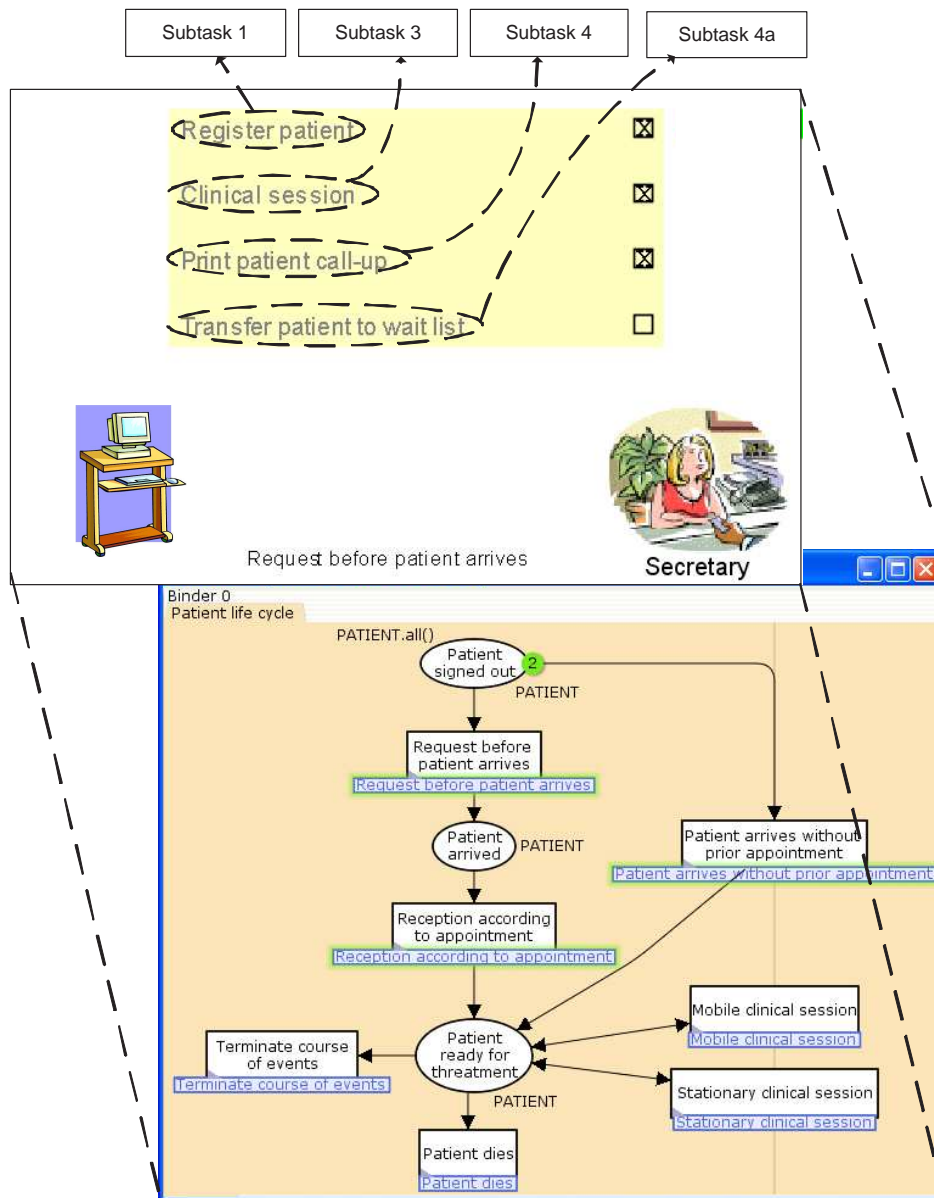 Subtask 1
Subtask 3
Subtask 4
Subtask 4a
Register patient
Clinical session
Print patient call-up
Transfer patient to wait list
Request before patient arrives
Secretary
Binder 0
Patient life cycle
PATIENT.all()
Patient
signed out
2
PATIENT
Request before
patient arrives
Request before patient arrives
Patient
arrived
PATIENT
Patient arrives without
prior appointment
Patient arrives without prior appointment
Reception according
to appointment
Reception according to appointment
Patient
ready for
threatment
PATIENT
Mobile clinical session
Mobile clinical session
Terminate course
of events
Terminate course of events
Stationary clinical session
Stationary clinical session
Patient dies
Patient dies